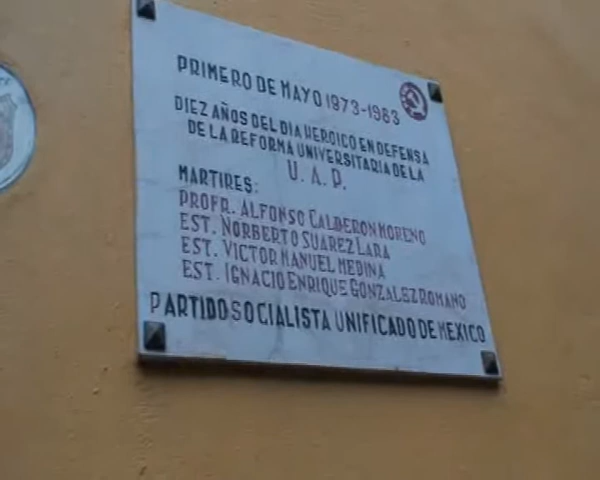 PRIMERO DE MAYO 1973-1983
DIEZ AÑOS DEL DIA HEROICO EN DEFENSA
DE LA REFORMA UNIVERSITARIA DE LA
U. A. P.
MARTIRES:
PROFR. ALFONSO CALDERON MORENO
EST. NORBERTO SUAREZ LARA
EST. VICTOR MANUEL MEDINA
EST. IGNACIO ENRIQUE GONZALSZ ROMANO
PARTIDO SOCIALISTA UNIFICADO DE MEXICO